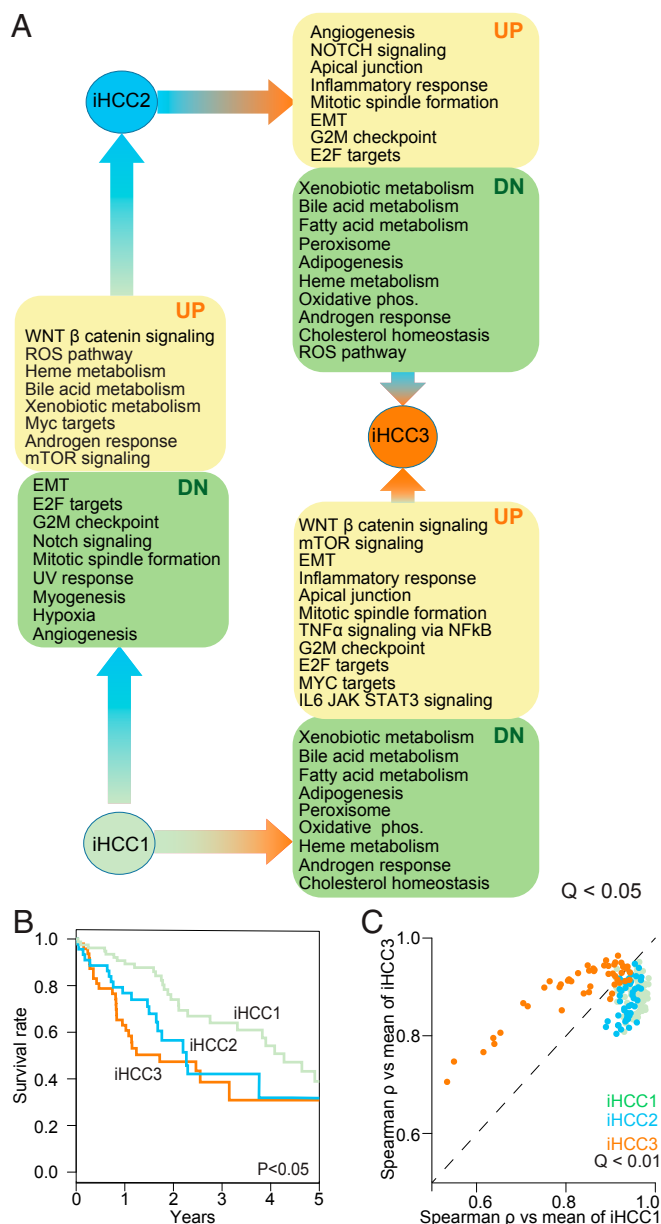 A
iHCC2
UP
Angiogenesis
NOTCH signaling
Apical junction
Inflammatory response
Mitotic spindle formation
EMT
G2M checkpoint
E2F targets
DN
Xenobiotic metabolism
Bile acid metabolism
Fatty acid metabolism
Peroxisome
Adipogenesis
Heme metabolism
Oxidative phos.
Androgen response
Cholesterol homeostasis
ROS pathway
UP
WNT β catenin signaling
ROS pathway
Heme metabolism
Bile acid metabolism
Xenobiotic metabolism
Myc targets
Androgen response
mTOR signaling
DN
EMT
E2F targets
G2M checkpoint
Notch signaling
Mitotic spindle formation
UV response
Myogenesis
Hypoxia
Angiogenesis
iHCC3
UP
WNT β catenin signaling
mTOR signaling
EMT
Inflammatory response
Apical junction
Mitotic spindle formation
TNFα signaling via NFkB
G2M checkpoint
E2F targets
MYC targets
IL6 JAK STAT3 signaling
DN
Xenobiotic metabolism
Bile acid metabolism
Fatty acid metabolism
Adipogenesis
Peroxisome
Oxidative phos.
Heme metabolism
Androgen response
Cholesterol homeostasis
iHCC1
Q < 0.05
B
Survival rate
1.0
0.8
0.6
0.4
0.2
0.0
iHCC1
iHCC2
iHCC3
P<0.05
0 1 2 3 4 5
Years
C
Spearman ρ vs mean of iHCC3
1.0
0.9
0.8
0.6
iHCC1
iHCC2
iHCC3
Q < 0.01
0.6 0.8 1.0
Spearman ρ vs mean of iHCC1